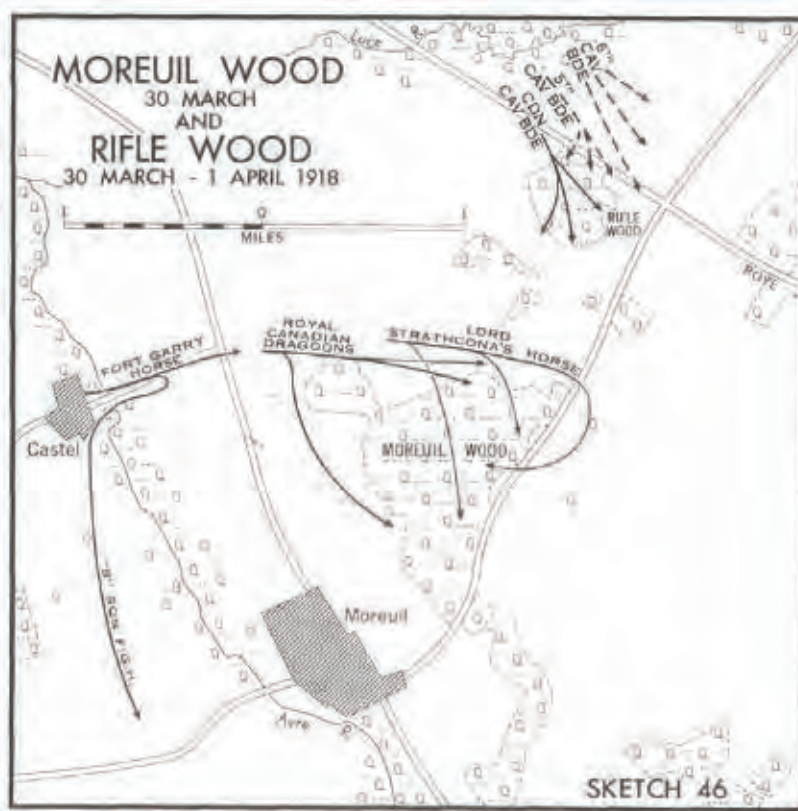 MOREUIL WOOD
30 MARCH
AND
RIFLE WOOD
30 MARCH - 1 APRIL 1918
1 0 1
MILES
Luce R
6TH
CAV
BDE
5TH
CAV BDE
CDN
CAV BDE
RIFLE
WOOD
ROYE
FORT GARRY
HORSE
ROYAL
CANADIAN
DRAGOONS
LORD
STRATHCONA'S HORSE
Castel
MOREUIL WOOD
"B" SQN F.G.H.
Moreuil
Avre R
SKETCH 46